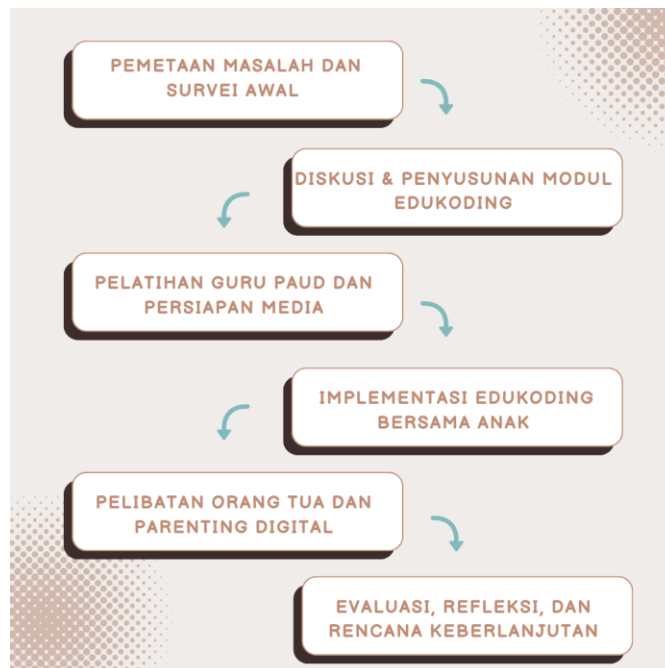 PEMETAAN MASALAH DAN
SURVEI AWAL
DISKUSI & PENYUSUNAN MODUL
EDUKODING
PELATIHAN GURU PAUD DAN
PERSIAPAN MEDIA
IMPLEMENTASI EDUKODING
BERSAMA ANAK
PELIBATAN ORANG TUA DAN
PARENTING DIGITAL
EVALUASI, REFLEKSI, DAN
RENCANA KEBERLANJUTAN